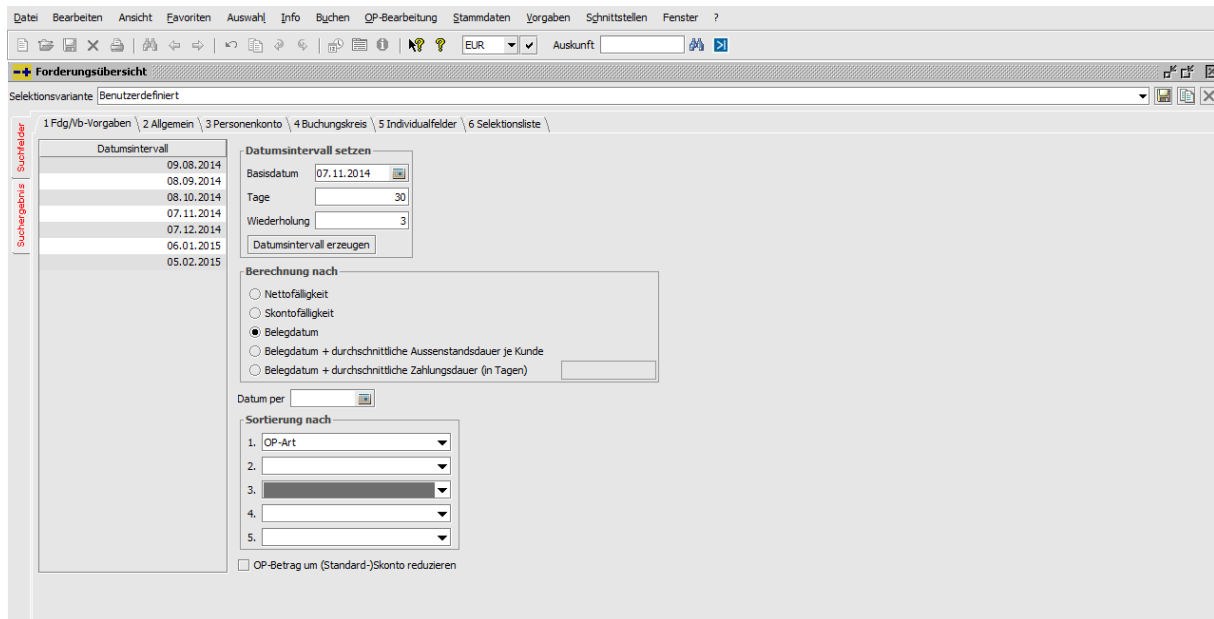 Datei Bearbeiten Ansicht Favoriten Auswahl Info Buchen OP-Bearbeitung Stammdaten Vorgaben Schnittstellen Fenster ?
EUR Auskunft
Forderungsübersicht
Selektionsvariante Benutzerdefiniert
1 Fdg/Vb-Vorgaben \ 2 Allgemein \ 3 Personenkonto \ 4 Buchungskreis \ 5 Individualfelder \ 6 Selektionsliste \
Suchfelder
Suchergebnis
Datumsintervall
09.08.2014
08.09.2014
08.10.2014
07.11.2014
07.12.2014
06.01.2015
05.02.2015
Datumsintervall setzen
Basisdatum 07.11.2014
Tage 30
Wiederholung 3
Datumsintervall erzeugen
Berechnung nach
Nettofälligkeit
Skontofälligkeit
Belegdatum
Belegdatum + durchschnittliche Aussenstandsdauer je Kunde
Belegdatum + durchschnittliche Zahlungsdauer (in Tagen)
Datum per
Sortierung nach
1. OP-Art
2.
3.
4.
5.
OP-Betrag um (Standard-)Skonto reduzieren